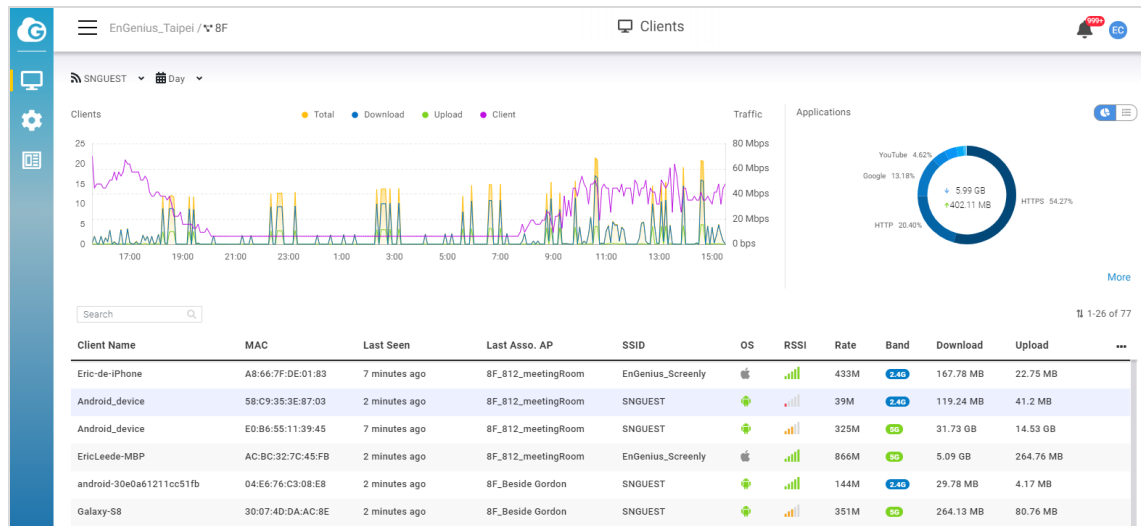 EnGenius_Taipei / 8F
Clients
999+
EC
SNGUEST
Day
Clients
Total
Download
Upload
Client
Traffic
Applications
25
20
15
10
5
0
80 Mbps
60 Mbps
40 Mbps
20 Mbps
0 bps
17:00 19:00 21:00 23:00 1:00 3:00 5:00 7:00 9:00 11:00 13:00 15:00
YouTube 4.62%
Google 13.18%
HTTP 20.40%
HTTPS 54.27%
5.99 GB
402.11 MB
More
Search
1-26 of 77
Client Name MAC Last Seen Last Asso. AP SSID OS RSSI Rate Band Download Upload
Eric-de-iPhone A8:66:7F:DE:01:83 7 minutes ago 8F_812_meetingRoom EnGenius_Screenly 433M 2.4G 167.78 MB 22.75 MB
Android_device 58:C9:35:3E:87:03 2 minutes ago 8F_812_meetingRoom SNGUEST 39M 2.4G 119.24 MB 41.2 MB
Android_device E0:B6:55:11:39:45 7 minutes ago 8F_812_meetingRoom SNGUEST 325M 5G 31.73 GB 14.53 GB
EricLeede-MBP AC:BC:32:7C:45:FB 2 minutes ago 8F_812_meetingRoom EnGenius_Screenly 866M 5G 5.09 GB 264.76 MB
android-30e0a61211cc51fb 04:E6:76:C3:08:E8 2 minutes ago 8F_Beside Gordon SNGUEST 144M 2.4G 29.78 MB 4.17 MB
Galaxy-S8 30:07:4D:DA:AC:8E 2 minutes ago 8F_Beside Gordon SNGUEST 351M 5G 264.13 MB 80.76 MB